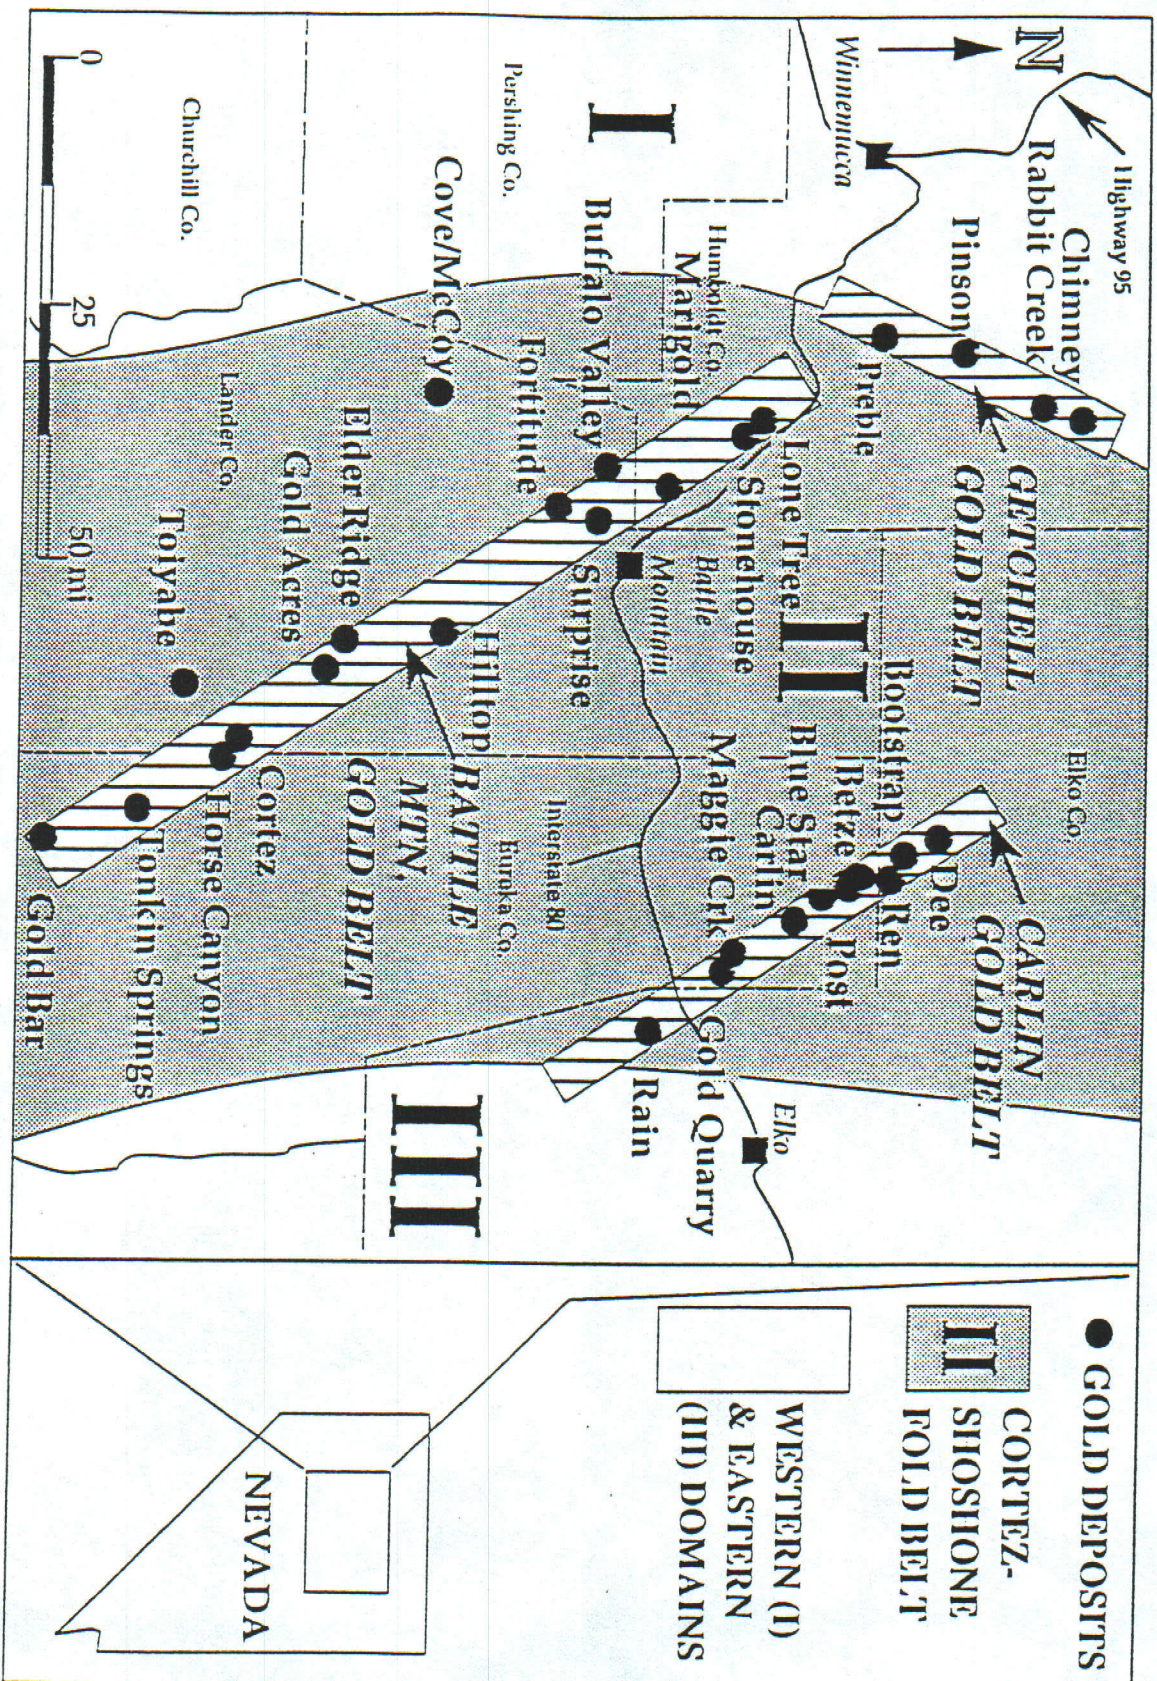 N
Highway 95
Winnemucca
Chimney
Rabbit Creek
Pinson
Preble
GETCHELL
GOLD BELT
Elko Co.
CARLIN
GOLD BELT
Humboldt Co.
Marigold
Lone Tree
Stonehouse
II
Bootstrap
Dee
Ren
Betze
Post
Blue Star
Carlin
Maggie Crk
Gold Quarry
Elko
Rain
I
Pershing Co.
Buffalo Valley
Fortitude
Battle
Mountain
Surprise
Interstate 80
Eureka Co.
Cove/McCoy
Hilltop
BATTLE
MTN,
GOLD BELT
III
Elder Ridge
Gold Acres
Churchill Co.
Lander Co.
Toiyabe
Cortez
Horse Canyon
Tonkin Springs
Gold Bar
0
25
50 mi
GOLD DEPOSITS
II
CORTEZ-
SHOSHONE
FOLD BELT
WESTERN (I)
& EASTERN
(III) DOMAINS
NEVADA